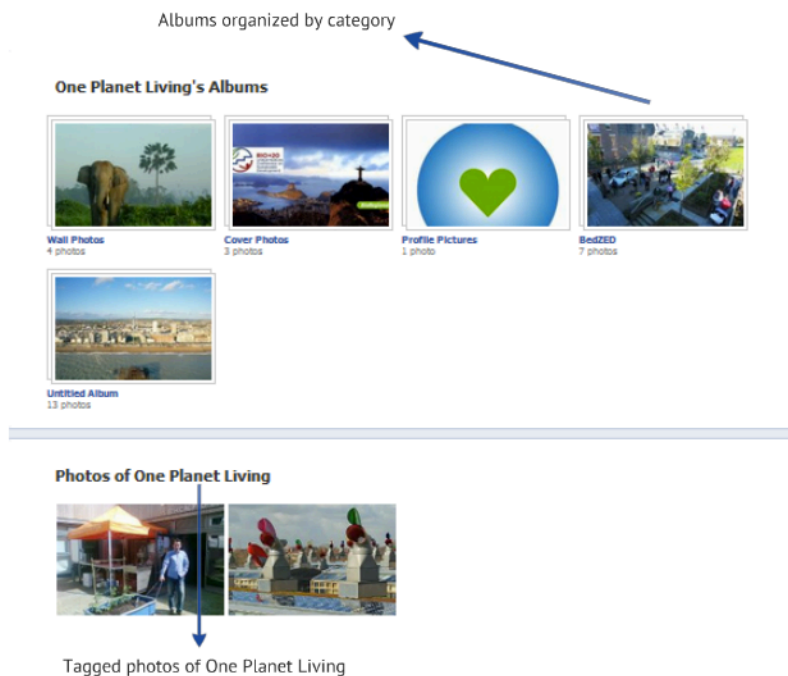 Albums organized by category
One Planet Living's Albums
RIO+20
Wall Photos
4 photos
Cover Photos
3 photos
Profile Pictures
1 photo
BedZED
7 photos
Untitled Album
13 photos
Photos of One Planet Living
Tagged photos of One Planet Living